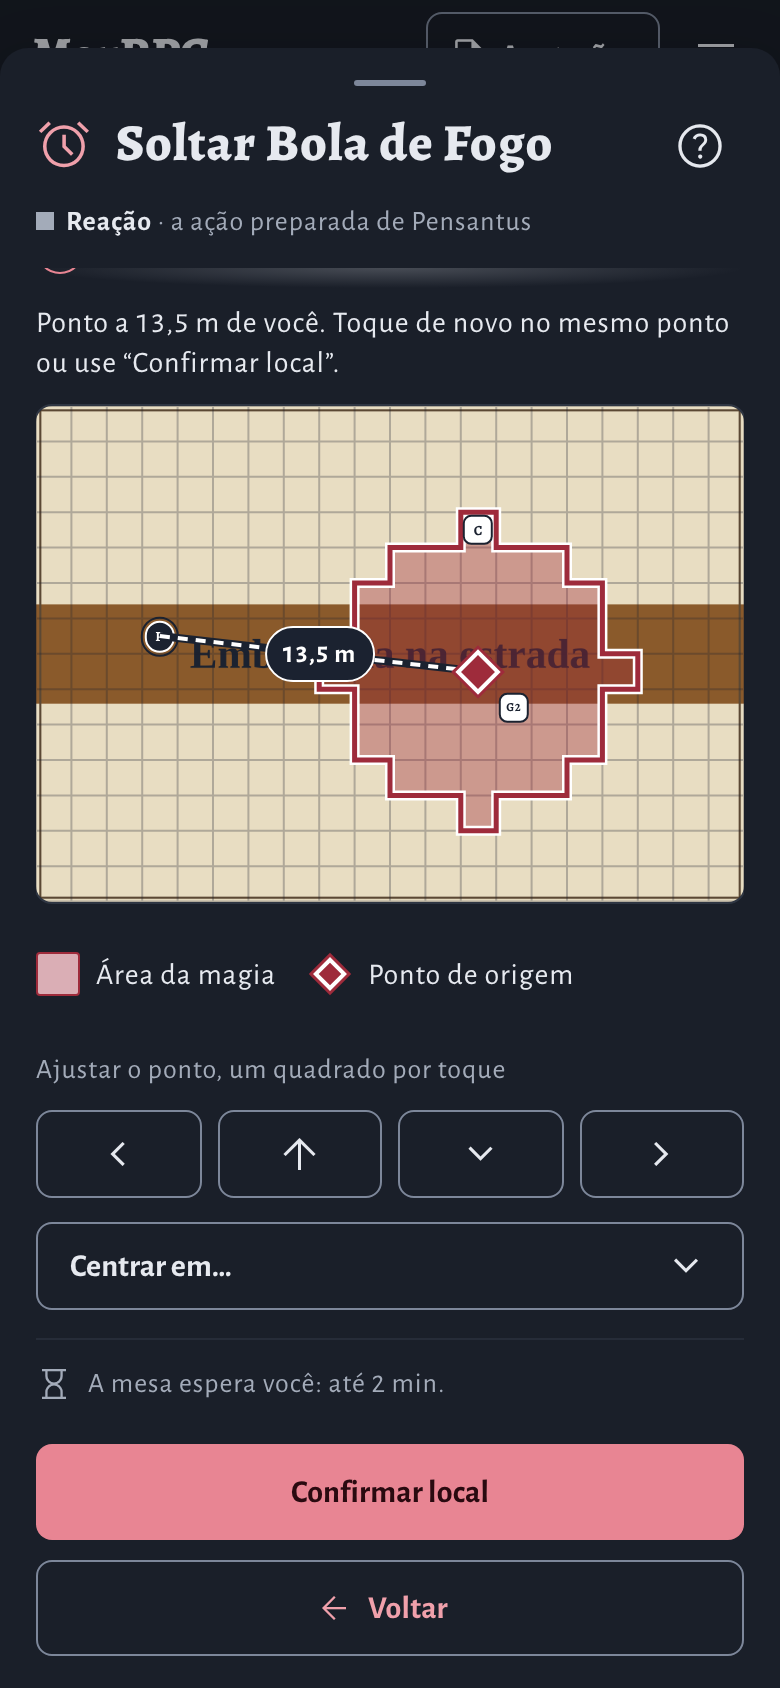 Soltar Bola de Fogo
Reação · a ação preparada de Pensantus
Ponto a 13,5 m de você. Toque de novo no mesmo ponto
ou use “Confirmar local”.
C
I
13,5 m
na estrada
G2
Área da magia
Ponto de origem
Ajustar o ponto, um quadrado por toque
Centrar em...
A mesa espera você: até 2 min.
Confirmar local
Voltar